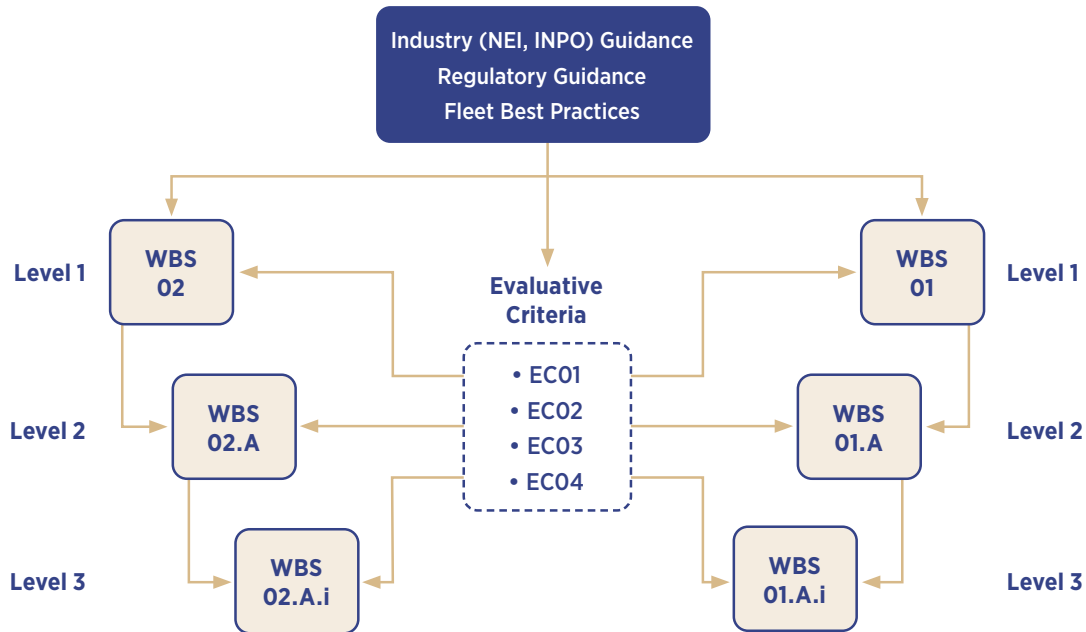 Industry (NEI, INPO) Guidance
Regulatory Guidance
Fleet Best Practices
Level 1
WBS
02
Evaluative
Criteria
WBS
01
Level 1
• EC01
• EC02
• EC03
• EC04
Level 2
WBS
02.A
WBS
01.A
Level 2
Level 3
WBS
02.A.i
WBS
01.A.i
Level 3